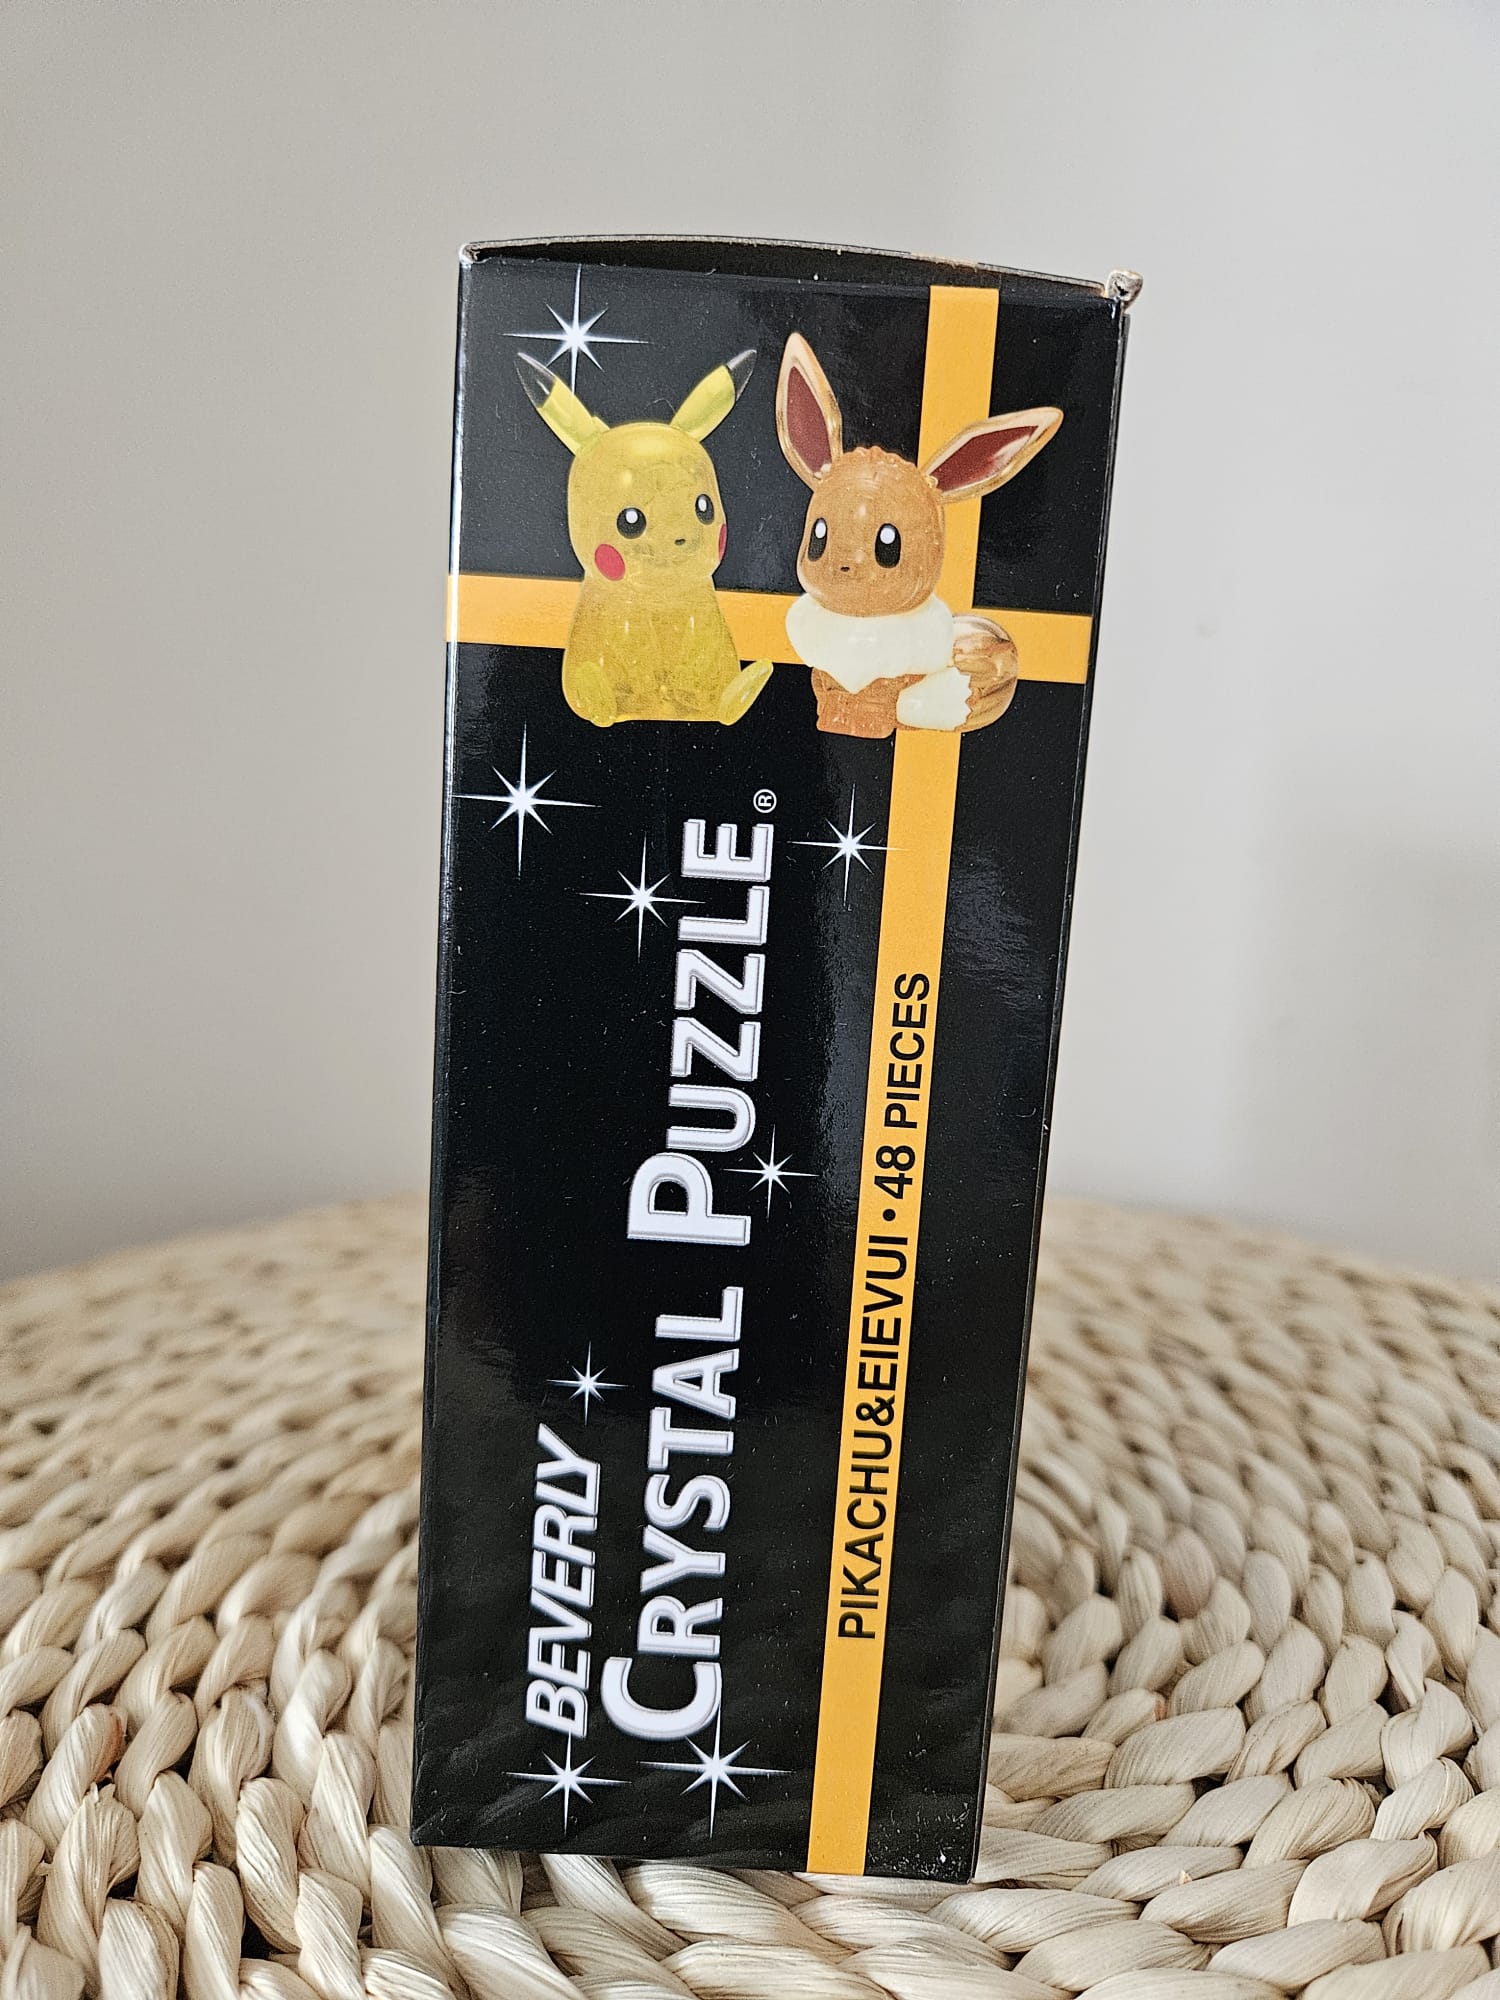 BEVERLY
CRYSTAL PUZZLE®
PIKACHU&EIEVUI • 48 PIECES